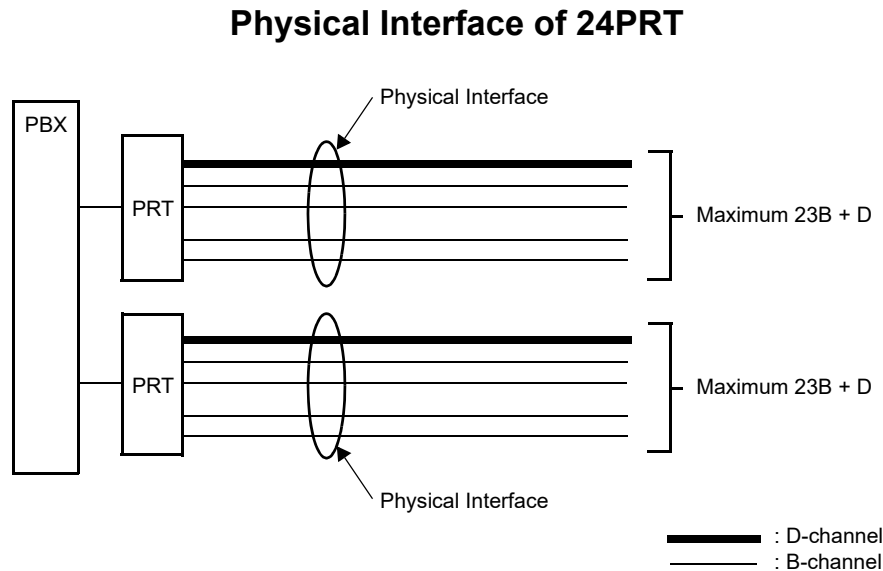 Physical Interface of 24PRT
Physical Interface
PBX
PRT
Maximum 23B + D
PRT
Maximum 23B + D
Physical Interface
: D-channel
: B-channel